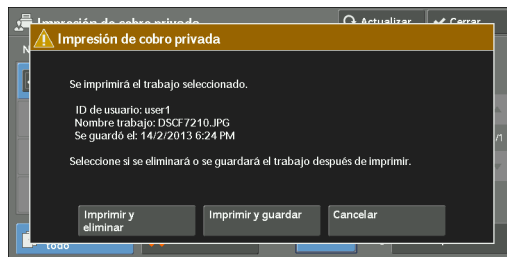 Impresión de cobro privada
Actualizar
Cerrar
Impresión de cobro privada
Se imprimirá el trabajo seleccionado.
ID de usuario: user1
Nombre trabajo: DSCF7210.JPG
Se guardó el: 14/2/2013 6:24 PM
Seleccione si se eliminará o se guardará el trabajo después de imprimir.
Imprimir y
eliminar
Imprimir y guardar
Cancelar
todo